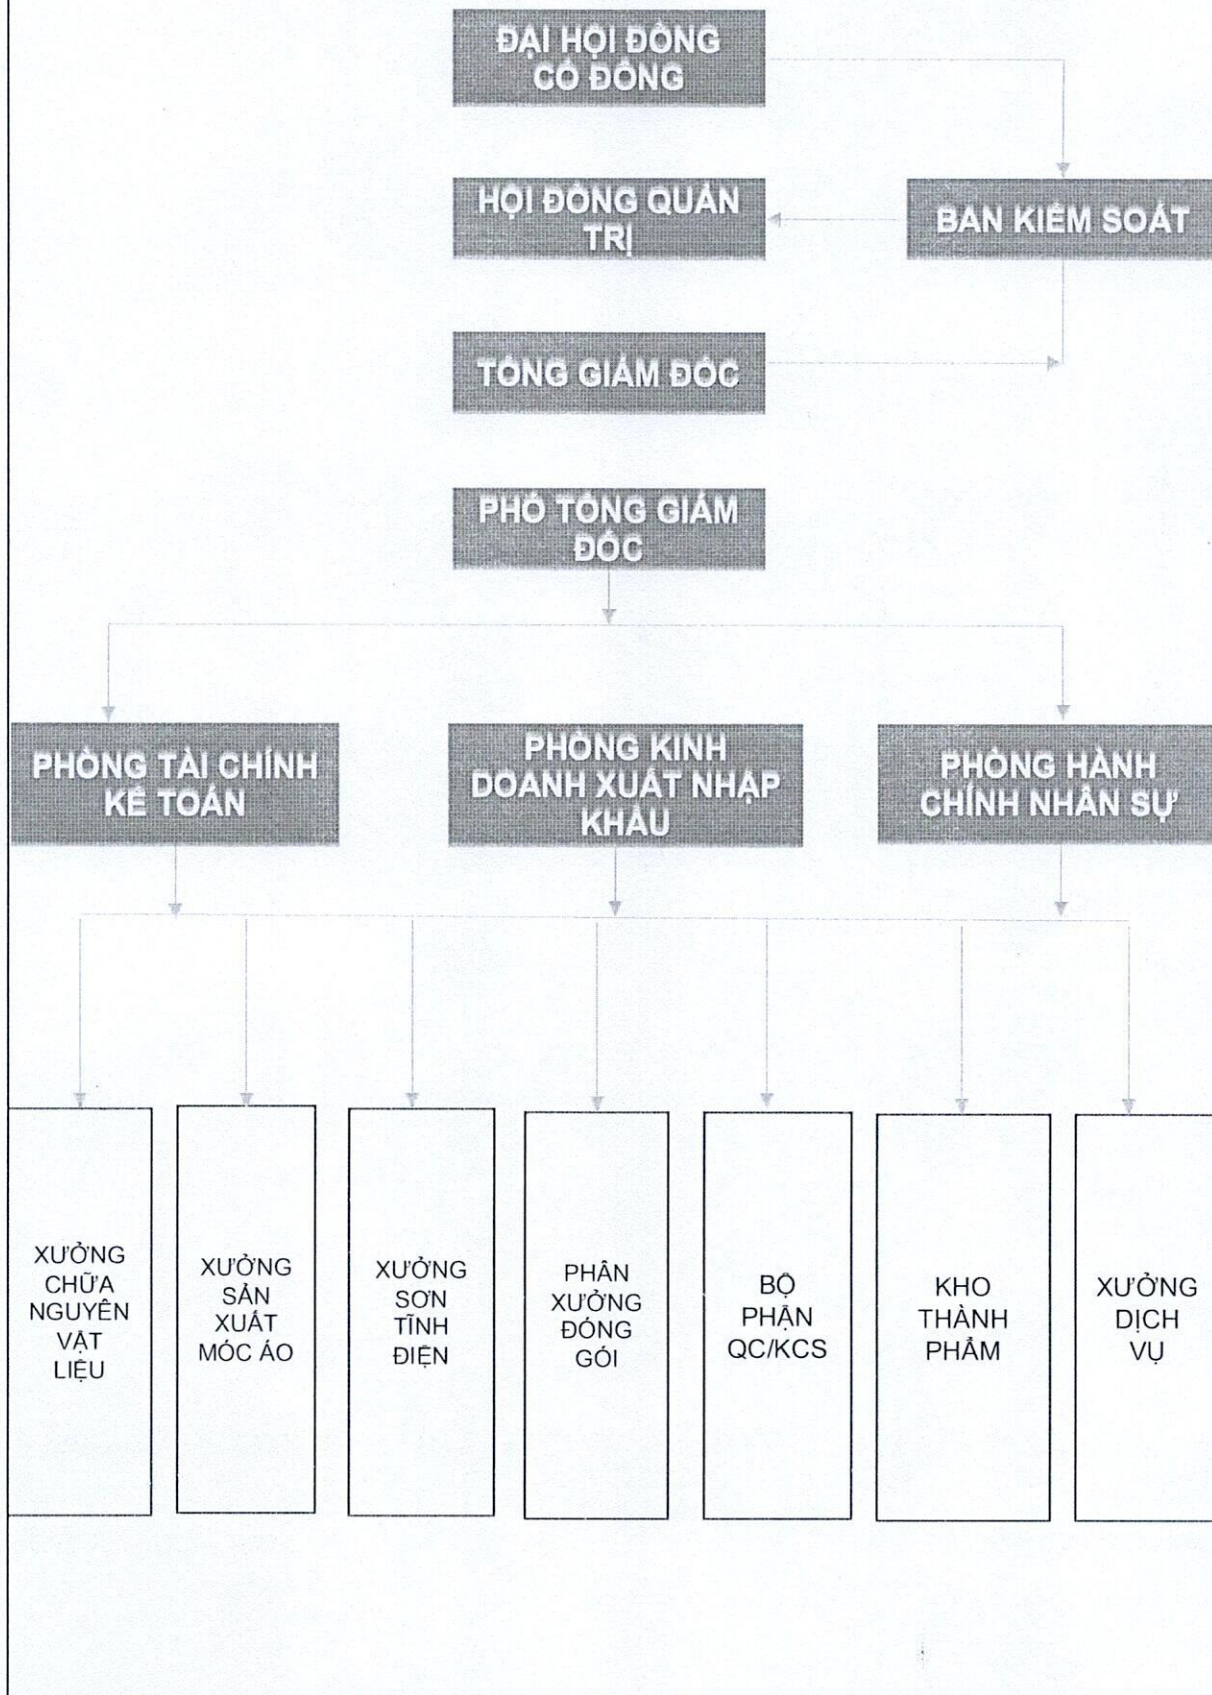 ĐẠI HỘI ĐỒNG
CỔ ĐÔNG
HỘI ĐỒNG QUẢN
TRỊ
BAN KIỂM SOÁT
TỔNG GIÁM ĐỐC
PHÓ TỔNG GIÁM
ĐỐC
PHÒNG TÀI CHÍNH
KẾ TOÁN
PHÒNG KINH
DOANH XUẤT NHẬP
KHẨU
PHÒNG HÀNH
CHÍNH NHÂN SỰ
XƯỞNG
CHỮA
NGUYÊN
VẬT
LIỆU
XƯỞNG
SẢN
XUẤT
MÓC ÁO
XƯỞNG
SƠN
TĨNH
ĐIỆN
PHÂN
XƯỞNG
ĐÓNG
GÓI
BỘ
PHẬN
QC/KCS
KHO
THÀNH
PHẨM
XƯỞNG
DỊCH
VỤ